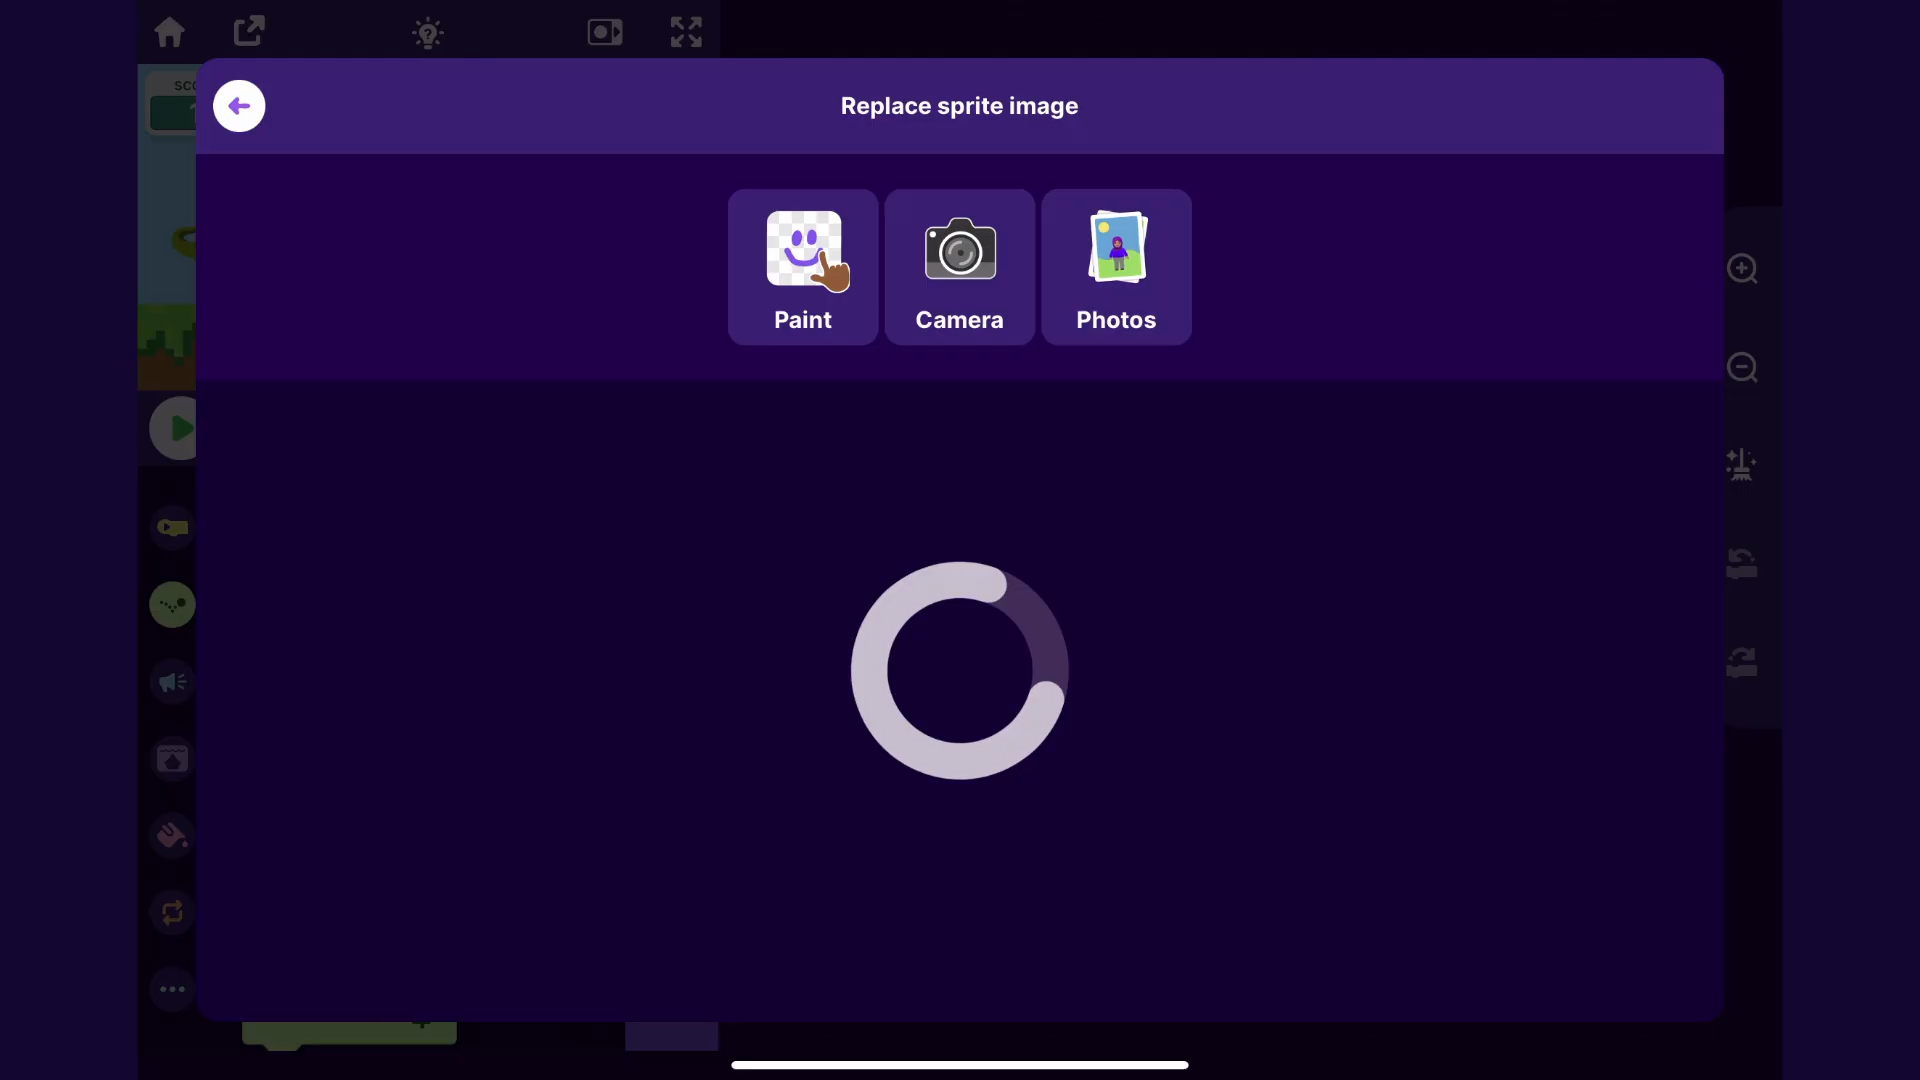 Replace sprite image
Paint
Camera
Photos